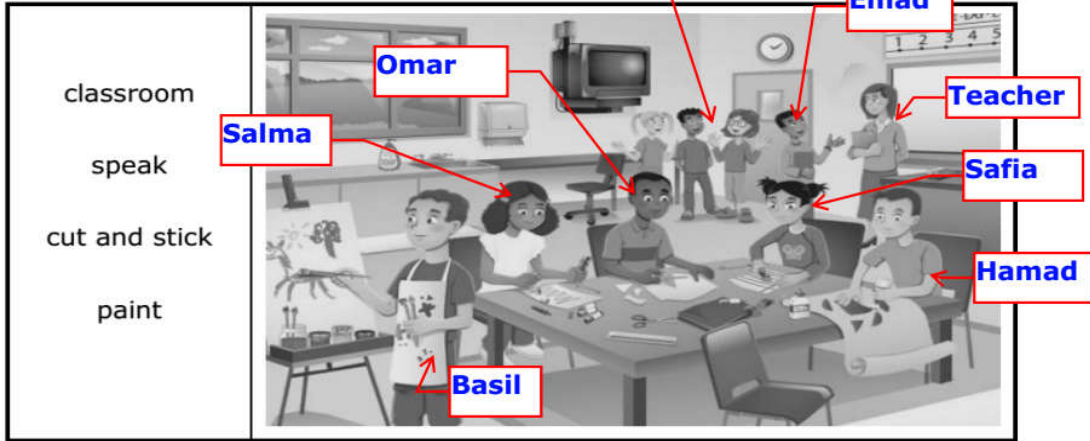 classroom
speak
cut and stick
paint
Emad
Omar
Teacher
Salma
Safia
Hamad
Basil
1 2 3 4 5